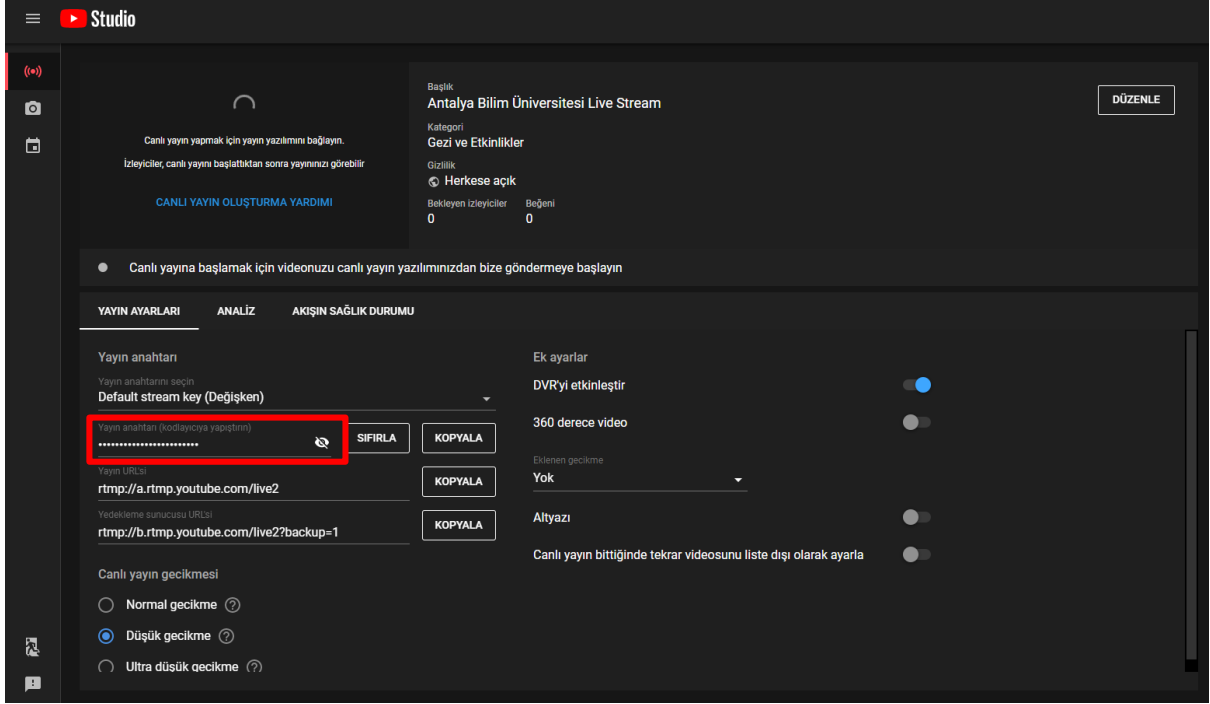 Studio
Canlı yayın yapmak için yayın yazılımını bağlayın.
İzleyiciler, canlı yayını başlattıktan sonra yayınınızı görebilir
CANLI YAYIN OLUŞTURMA YARDIMI
Başlık
Antalya Bilim Üniversitesi Live Stream
DÜZENLE
Kategori
Gezi ve Etkinlikler
Gizlilik
Herkese açık
Bekleyen izleyiciler Beğeni
0 0
Canlı yayına başlamak için videonuzu canlı yayın yazılımınızdan bize göndermeye başlayın
YAYIN AYARLARI ANALİZ AKIŞIN SAĞLIK DURUMU
Yayın anahtarı
Yayın anahtarını seçin
Default stream key (Değişken)
Yayın anahtarı (kodlayıcıya yapıştırın)
••••••••••••••••••••••••
SIFIRLA KOPYALA
Yayın URL'si
rtmp://a.rtmp.youtube.com/live2
KOPYALA
Yedekleme sunucusu URL'si
rtmp://b.rtmp.youtube.com/live2?backup=1
KOPYALA
Canlı yayın gecikmesi
Normal gecikme ?
Düşük gecikme ?
Ultra düşük gecikme ?
Ek ayarlar
DVR'yi etkinleştir
360 derece video
Eklenen gecikme
Yok
Altyazı
Canlı yayın bittiğinde tekrar videosunu liste dışı olarak ayarla